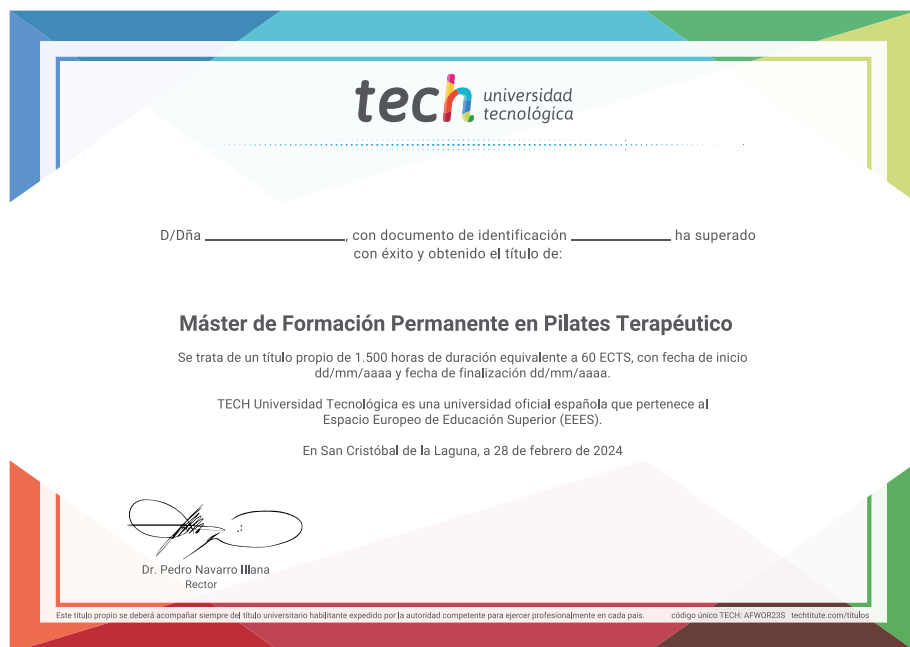 tech universidad
tecnológica
D/Dña ____________________, con documento de identificación ______________ ha superado
con éxito y obtenido el título de:
Máster de Formación Permanente en Pilates Terapéutico
Se trata de un título propio de 1.500 horas de duración equivalente a 60 ECTS, con fecha de inicio
dd/mm/aaaa y fecha de finalización dd/mm/aaaa.
TECH Universidad Tecnológica es una universidad oficial española que pertenece al
Espacio Europeo de Educación Superior (EEES).
En San Cristóbal de la Laguna, a 28 de febrero de 2024
Dr. Pedro Navarro Illana
Rector
Este título propio se deberá acompañar siempre del título universitario habilitante expedido por la autoridad competente para ejercer profesionalmente en cada país. código único TECH: AFWOR23S techtitute.com/titulos